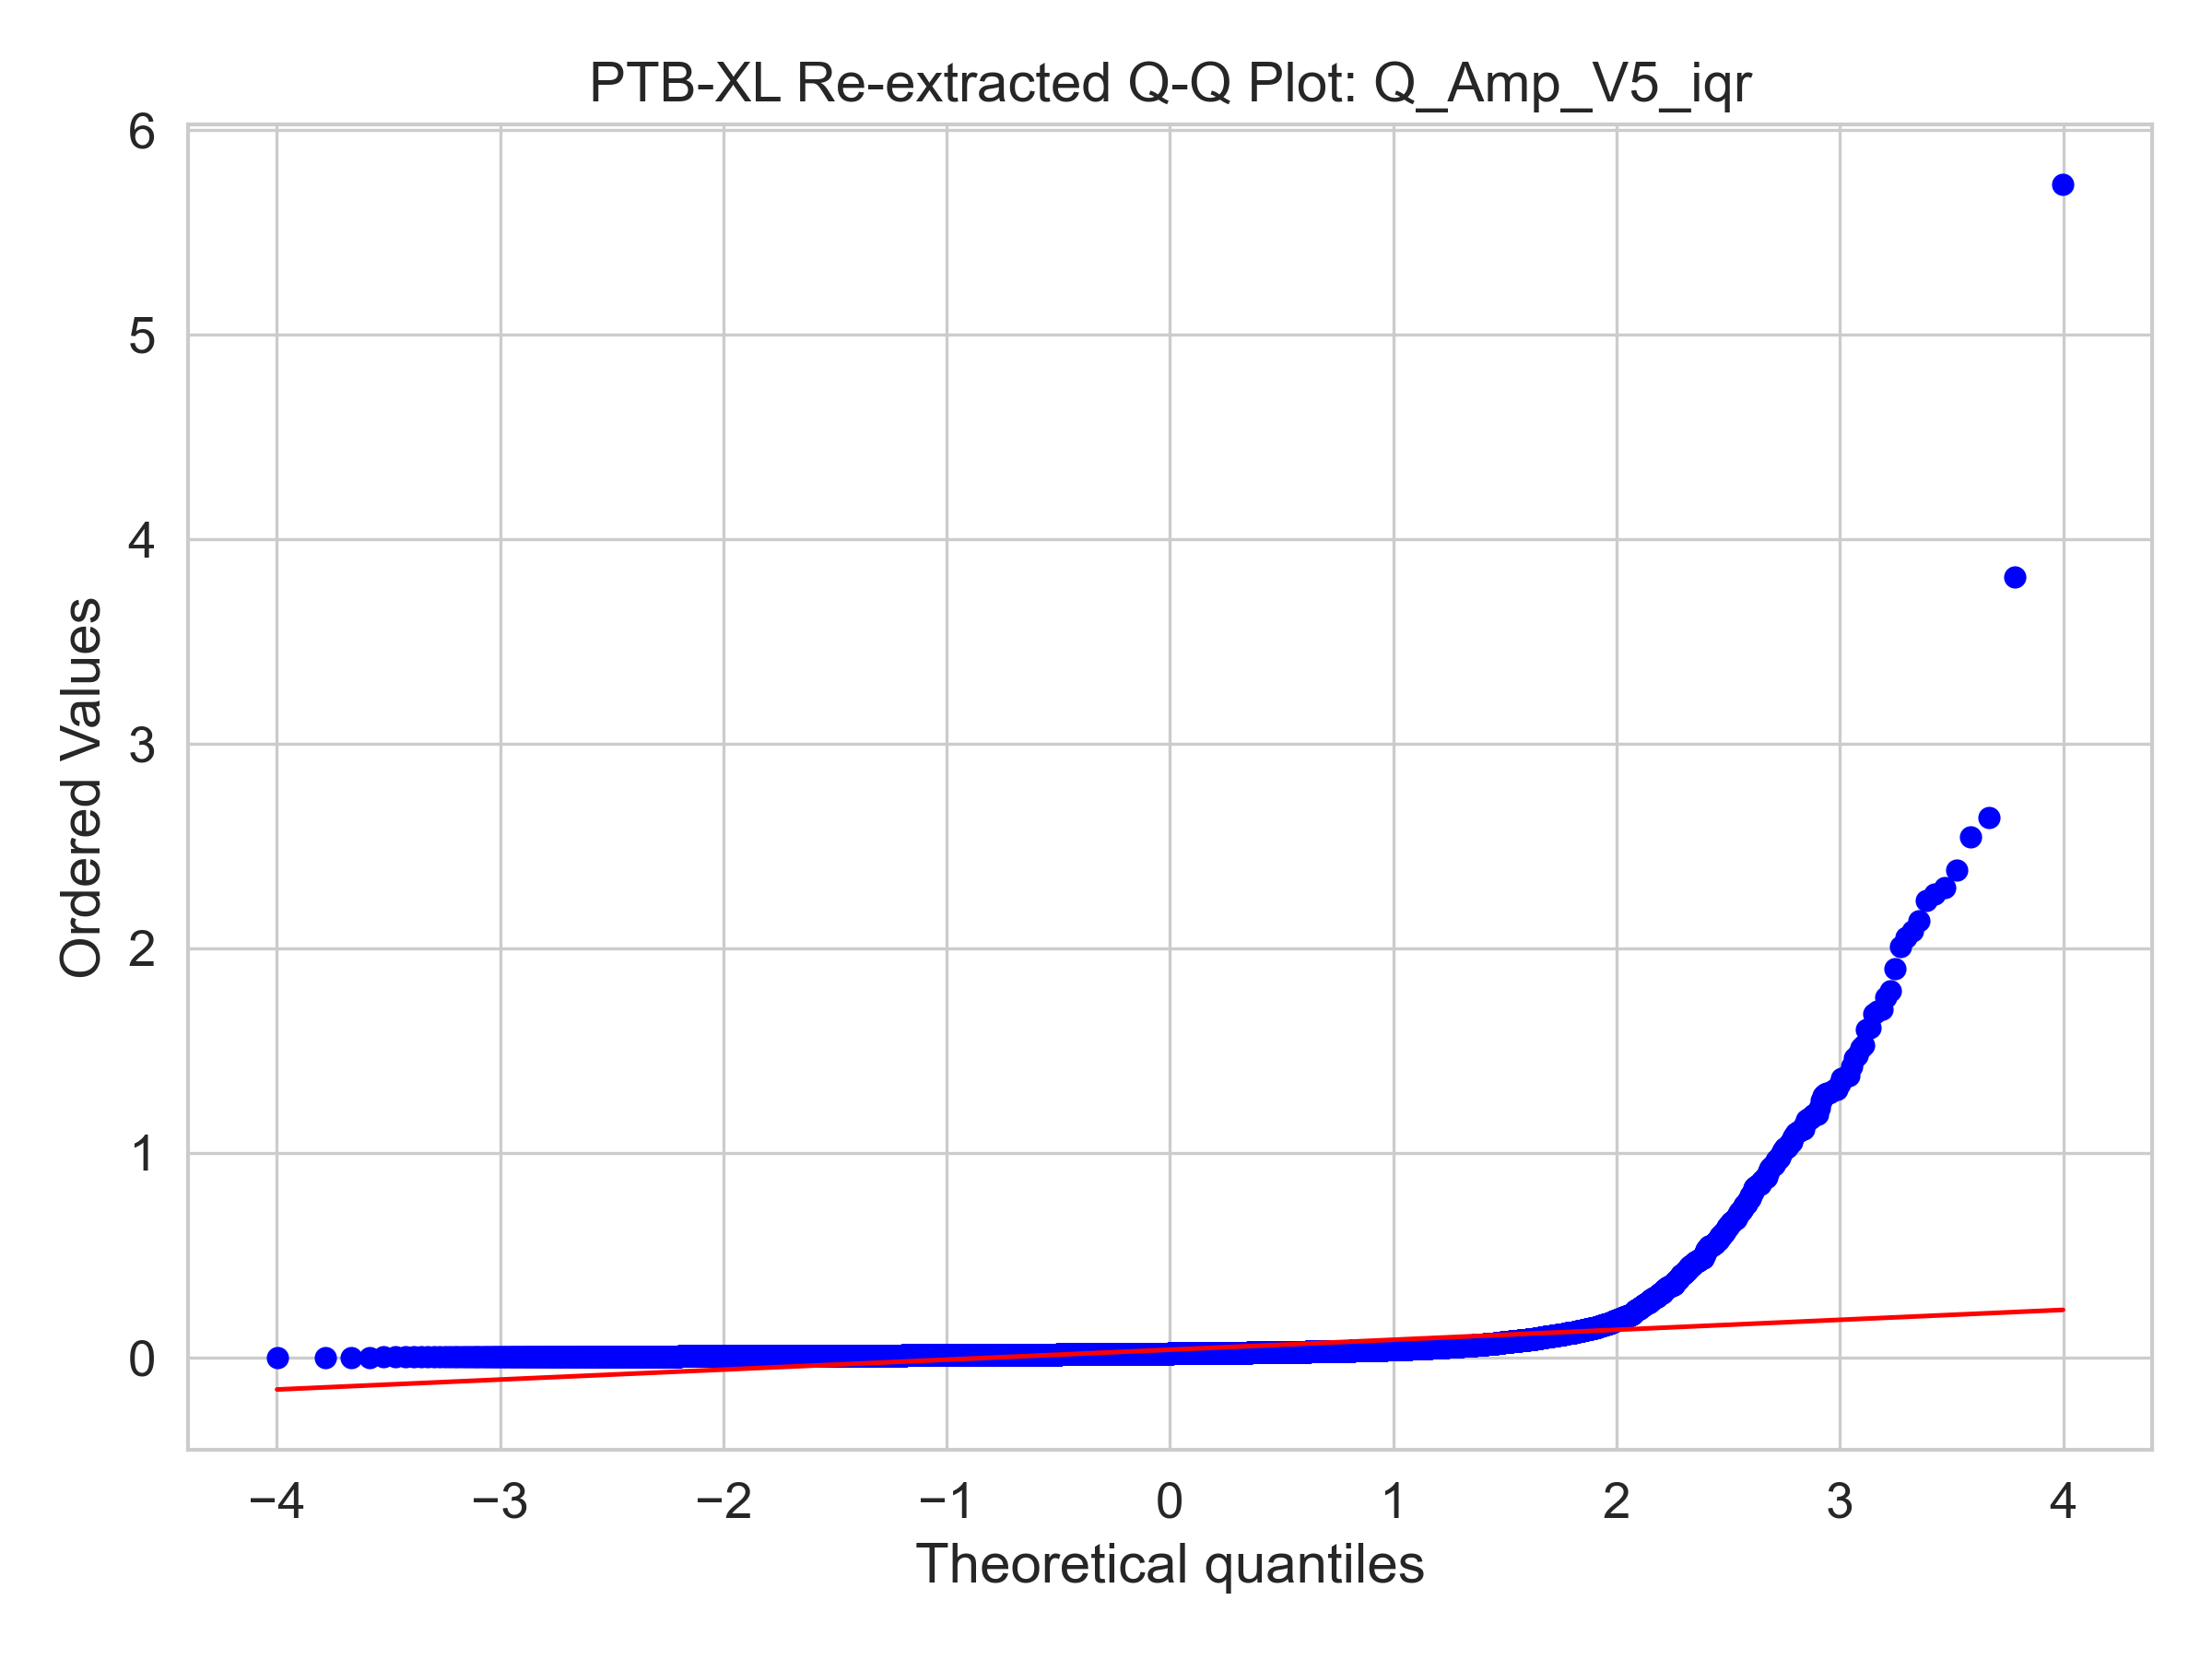 PTB-XL Re-extracted Q-Q Plot: Q_Amp_V5_iqr
6
5
4
3
2
1
0
Ordered Values
−4 −3 −2 −1 0 1 2 3 4
Theoretical quantiles